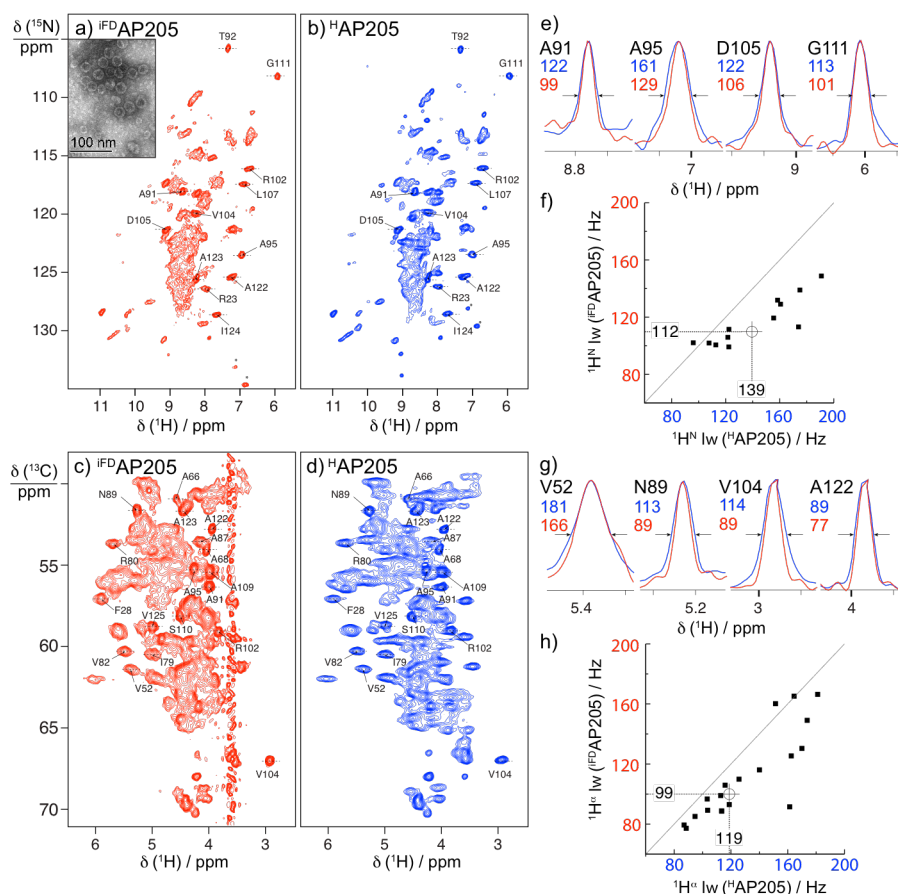 δ (15N)
ppm
a) iFDAP205
100 nm
T92
G111
R102
L107
A91
V104
D105
A95
A123
A122
R23
I124
110
115
120
125
130
11 10 9 8 7 6
δ (1H) / ppm
b) HAP205
T92
G111
R102
L107
A91
V104
D105
A95
A123
A122
R23
I124
11 10 9 8 7 6
δ (1H) / ppm
e)
A91 A95 D105 G111
122 161 122 113
99 129 106 101
8.8 7 9 6
δ (1H) / ppm
f)
1HN lw (iFDAP205) / Hz
200
160
120
80
112
139
80 120 160 200
1HN lw (HAP205) / Hz
δ (13C)
ppm
c) iFDAP205
N89
A66
A123
A122
A87
R80
A68
A109
A95
A91
F28
V125
S110
R102
V82
I79
V52
V104
55
60
65
70
6 5 4 3
δ (1H) / ppm
d) HAP205
A66
N89
A123
A122
A87
R80
A68
A109
A95
A91
F28
V125
S110
R102
V82
I79
V52
V104
6 5 4 3
δ (1H) / ppm
g)
V52 N89 V104 A122
181 113 114 89
166 89 89 77
5.4 5.2 3 4
δ (1H) / ppm
h)
1Hα lw (iFDAP205) / Hz
200
160
120
80
99
119
80 120 160 200
1Hα lw (HAP205) / Hz